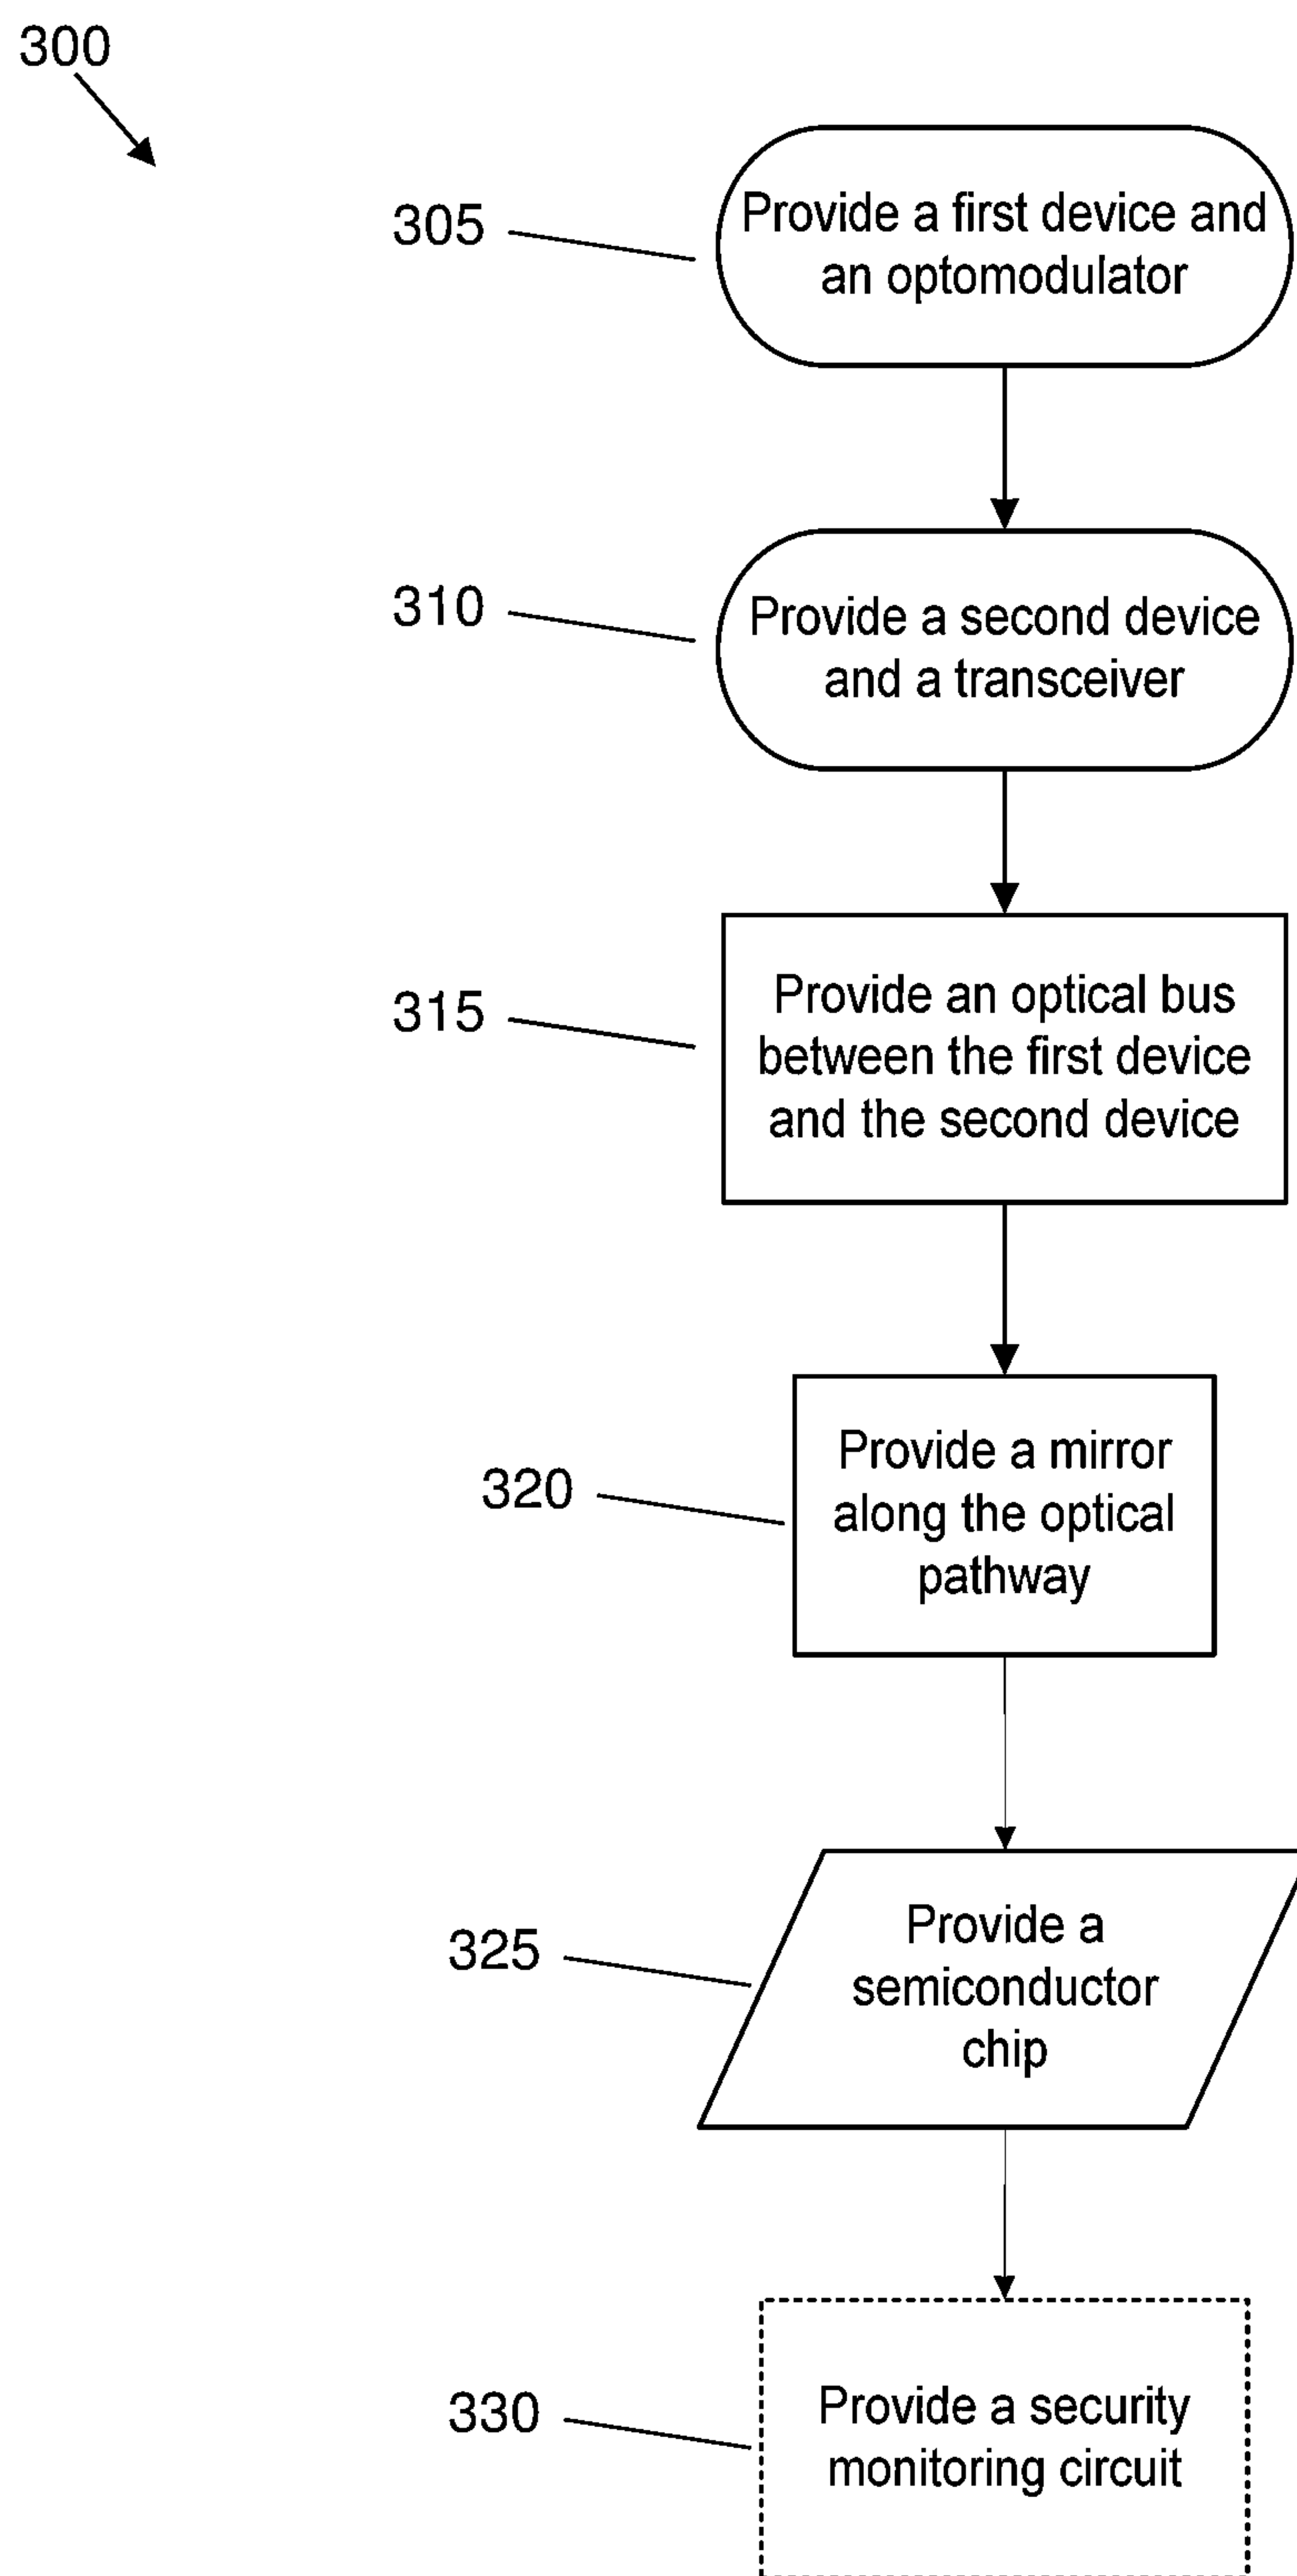 300
305
Provide a first device and
an optomodulator
310
Provide a second device
and a transceiver
315
Provide an optical bus
between the first device
and the second device
320
Provide a mirror
along the optical
pathway
325
Provide a
semiconductor
chip
330
Provide a security
monitoring circuit